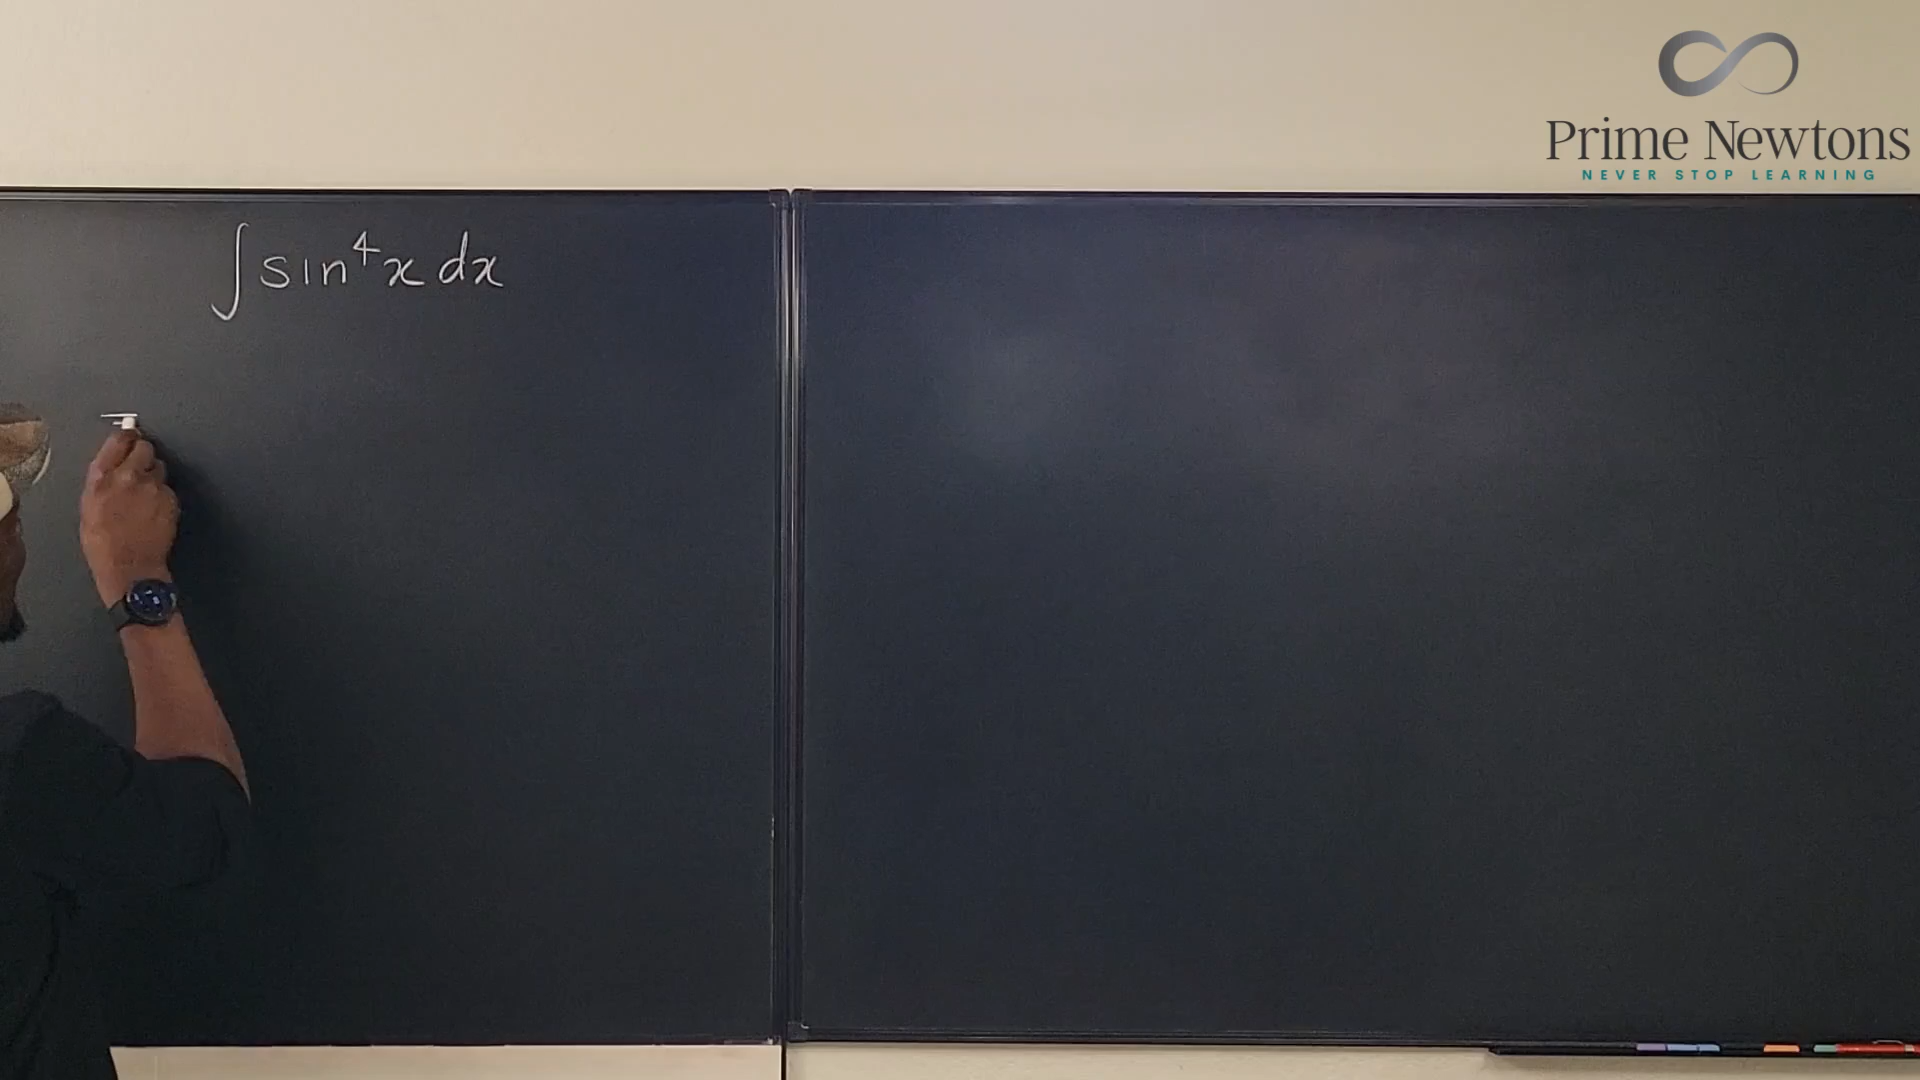 Prime Newtons
NEVER STOP LEARNING
∫ sin⁴x dx
=